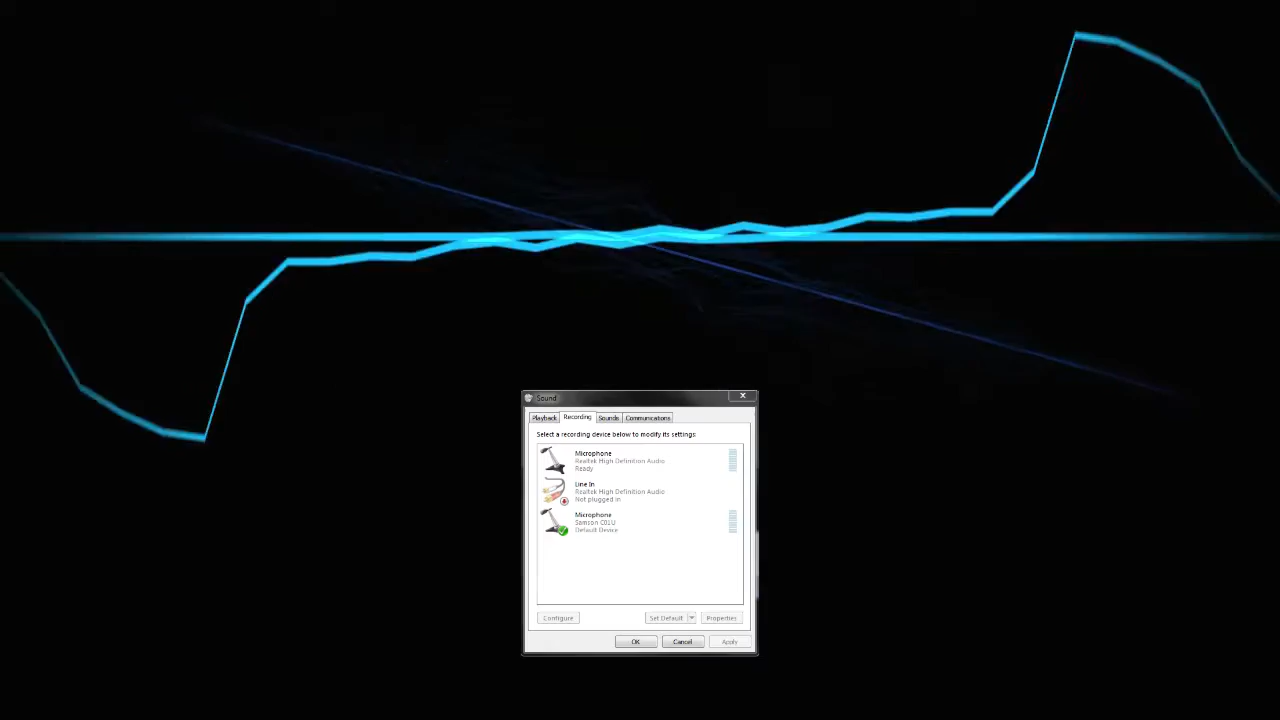 Sound
Playback Recording Sounds Communications
Select a recording device below to modify its settings:
Microphone
Realtek High Definition Audio
Ready
Line In
Realtek High Definition Audio
Not plugged in
Microphone
Samson C01U
Default Device
Configure Set Default Properties
OK Cancel Apply